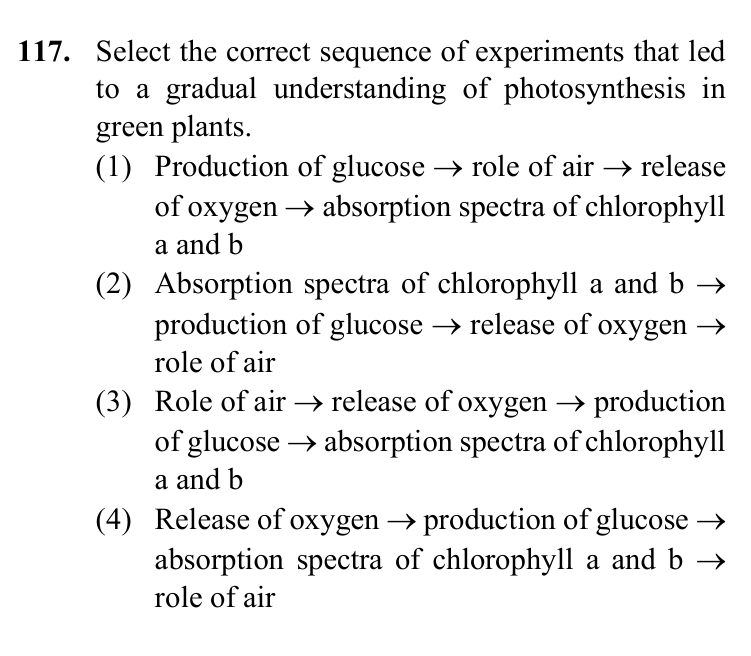 117. Select the correct sequence of experiments that led
to a gradual understanding of photosynthesis in
green plants.
(1) Production of glucose → role of air → release
of oxygen → absorption spectra of chlorophyll
a and b
(2) Absorption spectra of chlorophyll a and b →
production of glucose → release of oxygen →
role of air
(3) Role of air → release of oxygen → production
of glucose → absorption spectra of chlorophyll
a and b
(4) Release of oxygen → production of glucose →
absorption spectra of chlorophyll a and b →
role of air